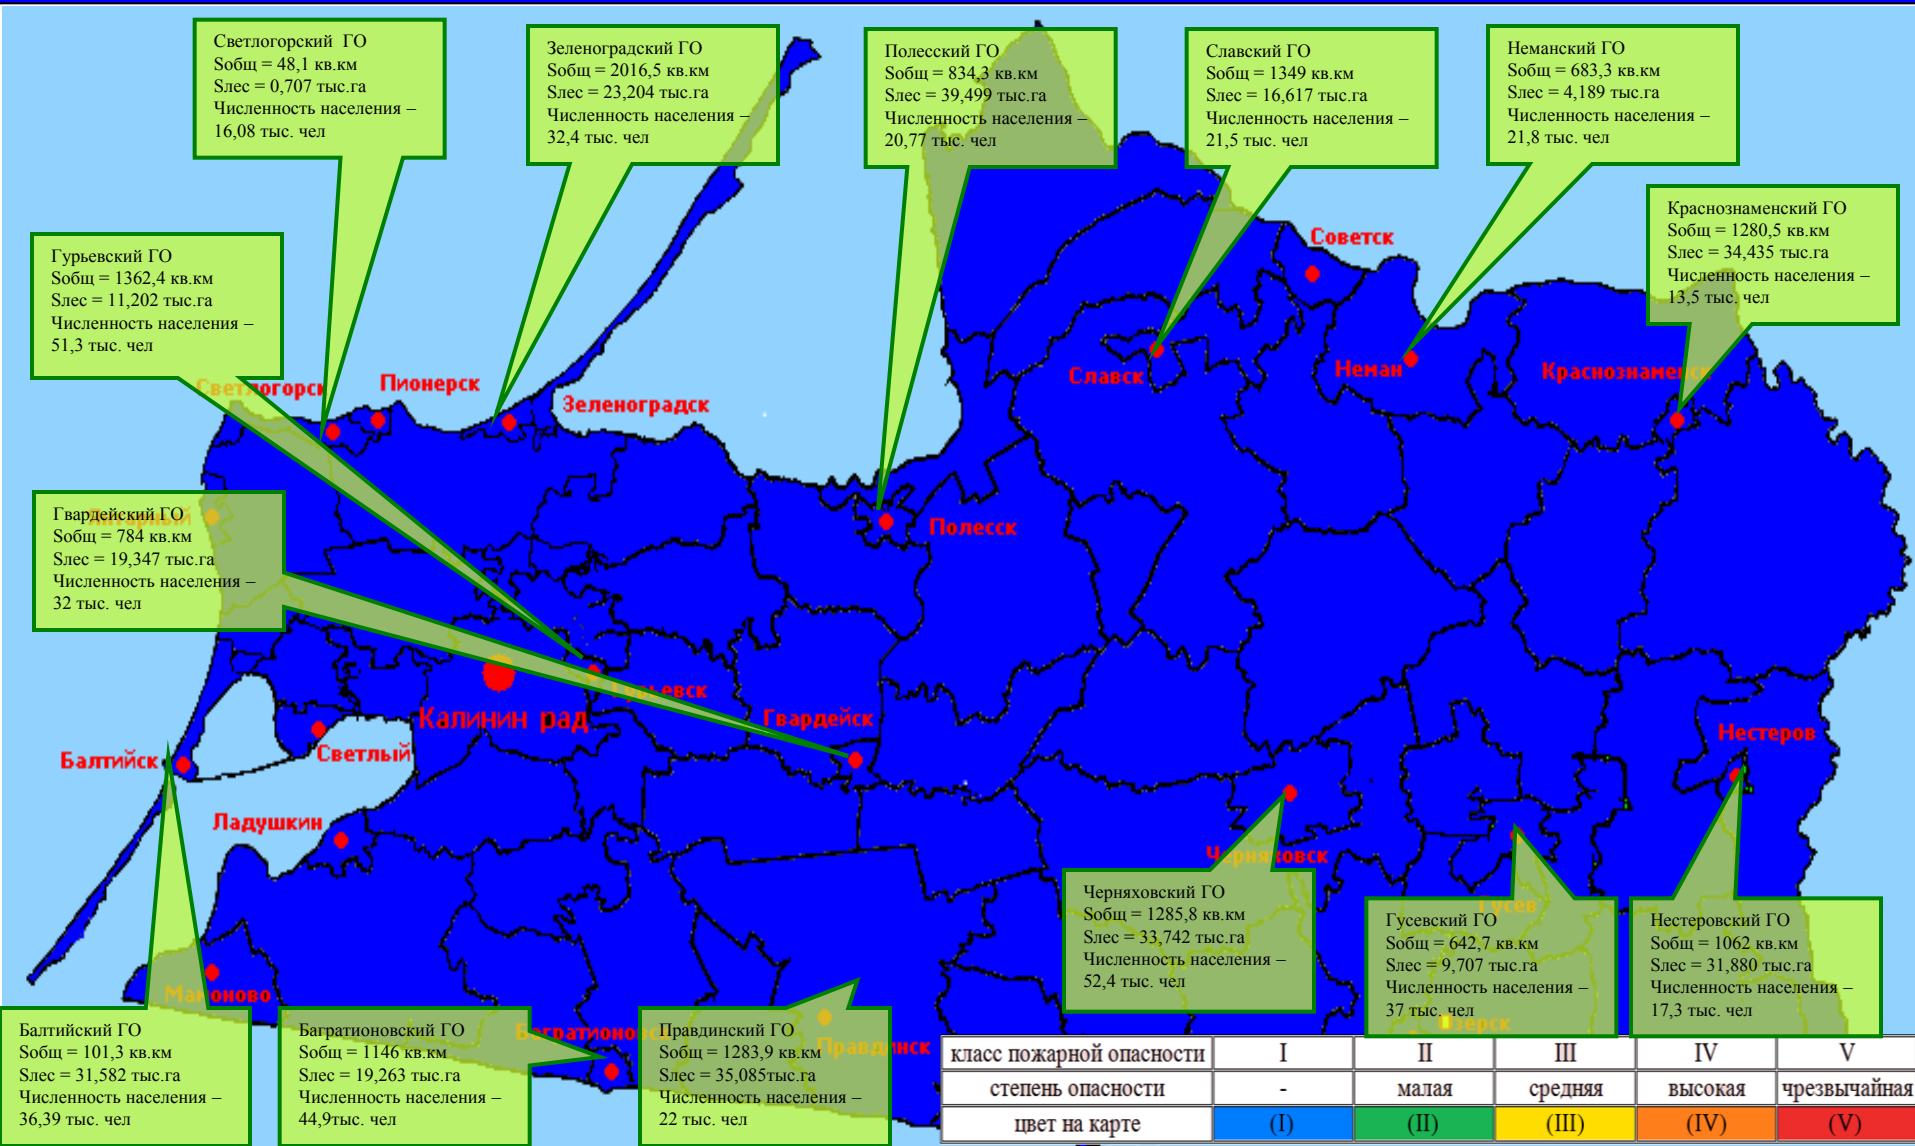 Светлогорский ГО
Sобщ = 48,1 кв.км
Sлес = 0,707 тыс.га
Численность населения –
16,08 тыс. чел
Зеленоградский ГО
Sобщ = 2016,5 кв.км
Sлес = 23,204 тыс.га
Численность населения –
32,4 тыс. чел
Полесский ГО
Sобщ = 834,3 кв.км
Sлес = 39,499 тыс.га
Численность населения –
20,77 тыс. чел
Славский ГО
Sобщ = 1349 кв.км
Sлес = 16,617 тыс.га
Численность населения –
21,5 тыс. чел
Неманский ГО
Sобщ = 683,3 кв.км
Sлес = 4,189 тыс.га
Численность населения –
21,8 тыс. чел
Краснознаменский ГО
Sобщ = 1280,5 кв.км
Sлес = 34,435 тыс.га
Численность населения –
13,5 тыс. чел
Гурьевский ГО
Sобщ = 1362,4 кв.км
Sлес = 11,202 тыс.га
Численность населения –
51,3 тыс. чел
Советск
Светлогорск
Пионерск
Зеленоградск
Славск
Неман
Краснознаменск
Гвардейский ГО
Sобщ = 784 кв.км
Sлес = 19,347 тыс.га
Численность населения –
32 тыс. чел
Янтарный
Полесск
Гурьевск
Калинин рад
Гвардейск
Нестеров
Балтийск
Светлый
Ладушкин
Черняховск
Гусев
Мамоново
Багратионовск
Правдинск
Озерск
Черняховский ГО
Sобщ = 1285,8 кв.км
Sлес = 33,742 тыс.га
Численность населения –
52,4 тыс. чел
Гусевский ГО
Sобщ = 642,7 кв.км
Sлес = 9,707 тыс.га
Численность населения –
37 тыс. чел
Нестеровский ГО
Sобщ = 1062 кв.км
Sлес = 31,880 тыс.га
Численность населения –
17,3 тыс. чел
Балтийский ГО
Sобщ = 101,3 кв.км
Sлес = 31,582 тыс.га
Численность населения –
36,39 тыс. чел
Багратионовский ГО
Sобщ = 1146 кв.км
Sлес = 19,263 тыс.га
Численность населения –
44,9тыс. чел
Правдинский ГО
Sобщ = 1283,9 кв.км
Sлес = 35,085тыс.га
Численность населения –
22 тыс. чел
класс пожарной опасности I II III IV V
степень опасности - малая средняя высокая чрезвычайная
цвет на карте (I) (II) (III) (IV) (V)